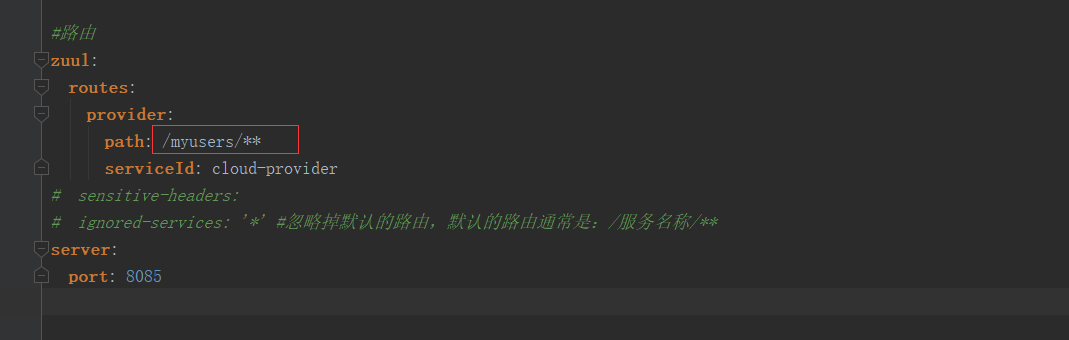 #路由
zuul:
  routes:
    provider:
      path: /myusers/**
      serviceId: cloud-provider
#  sensitive-headers:
#  ignored-services: '*' #忽略掉默认的路由，默认的路由通常是：/服务名称/**
server:
  port: 8085